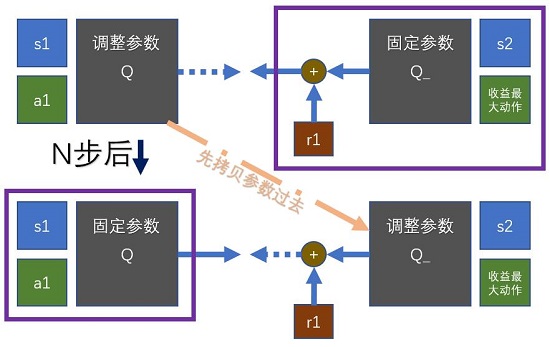 s1
调整参数
Q
a1
+
r1
固定参数
Q_
s2
收益最
大动作
N步后
先拷贝参数过去
s1
固定参数
Q
a1
+
r1
调整参数
Q_
s2
收益最
大动作